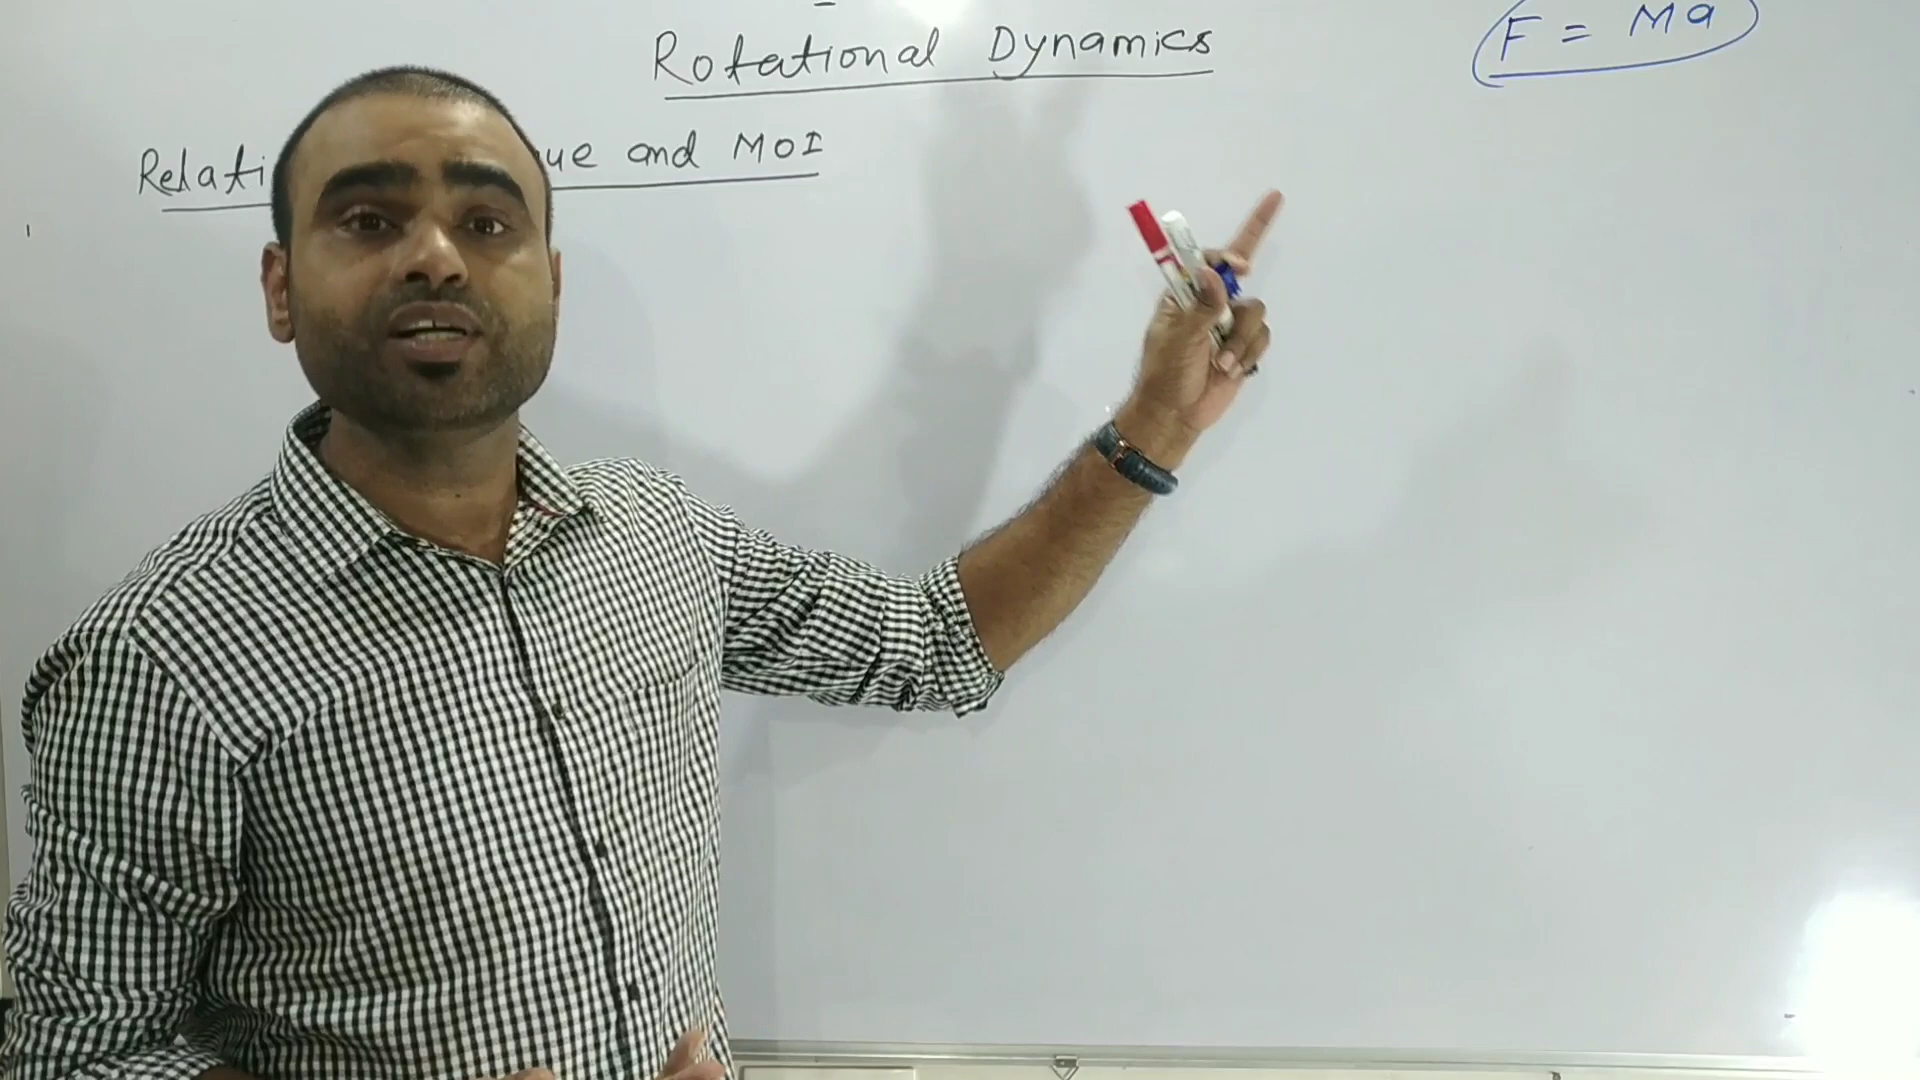 Rotational Dynamics
F = Ma
Relati ue and MOI